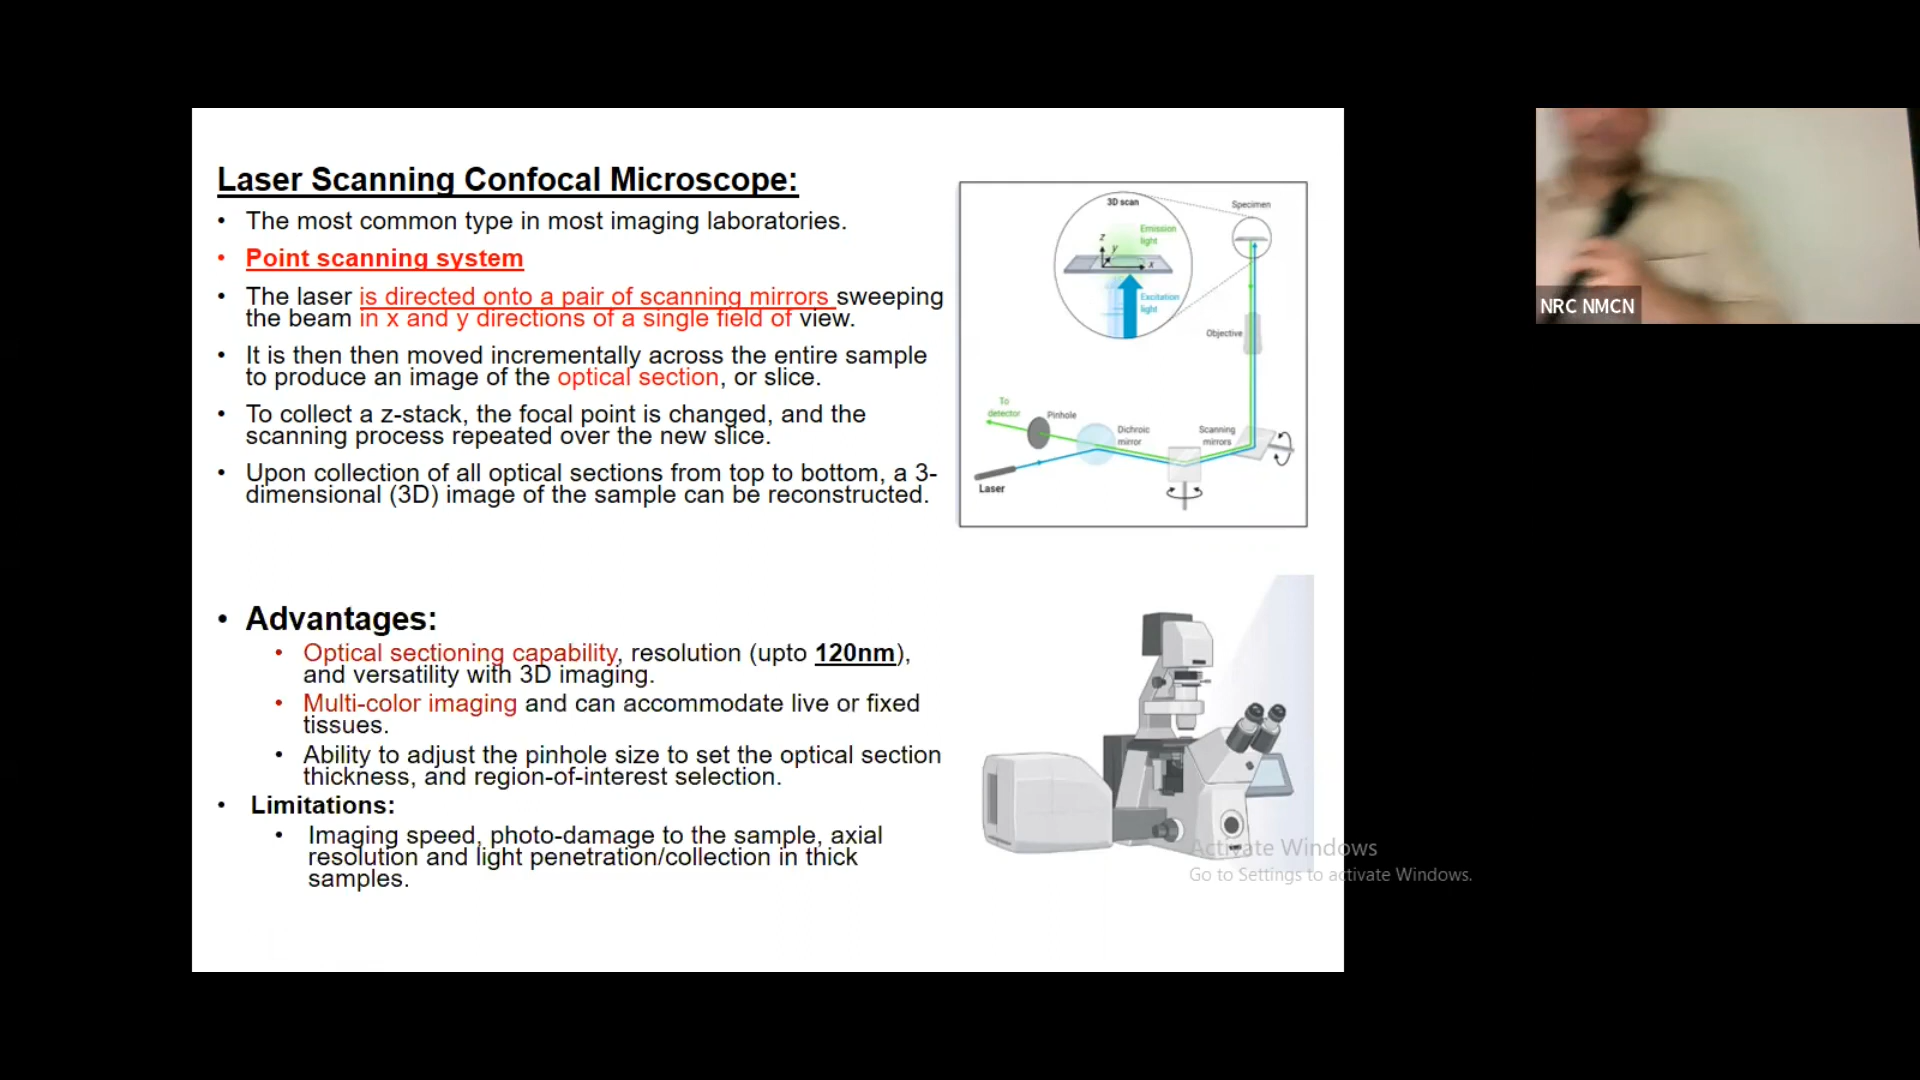 Laser Scanning Confocal Microscope:
• The most common type in most imaging laboratories.
• Point scanning system
• The laser is directed onto a pair of scanning mirrors sweeping
the beam in x and y directions of a single field of view.
• It is then then moved incrementally across the entire sample
to produce an image of the optical section, or slice.
• To collect a z-stack, the focal point is changed, and the
scanning process repeated over the new slice.
• Upon collection of all optical sections from top to bottom, a 3-
dimensional (3D) image of the sample can be reconstructed.
• Advantages:
• Optical sectioning capability, resolution (upto 120nm),
and versatility with 3D imaging.
• Multi-color imaging and can accommodate live or fixed
tissues.
• Ability to adjust the pinhole size to set the optical section
thickness, and region-of-interest selection.
• Limitations:
• Imaging speed, photo-damage to the sample, axial
resolution and light penetration/collection in thick
samples.
3D scan
Specimen
Emission
light
z
y
x
Excitation
light
Objective
To
detector
Pinhole
Dichroic
mirror
Scanning
mirrors
Laser
Activate Windows
Go to Settings to activate Windows.
NRC NMCN